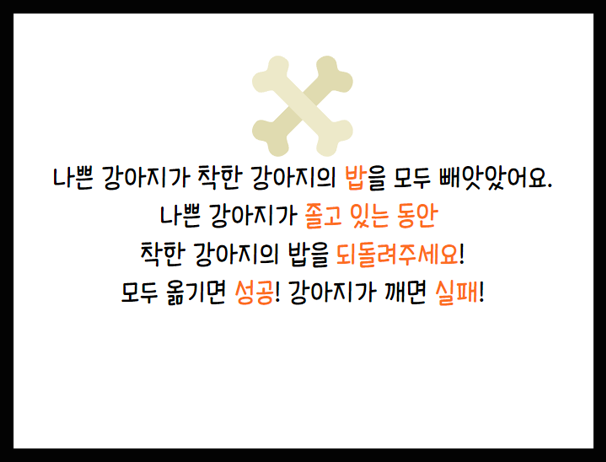 나쁜 강아지가 착한 강아지의 밥을 모두 빼앗았어요.
나쁜 강아지가 졸고 있는 동안
착한 강아지의 밥을 되돌려주세요!
모두 옮기면 성공! 강아지가 깨면 실패!